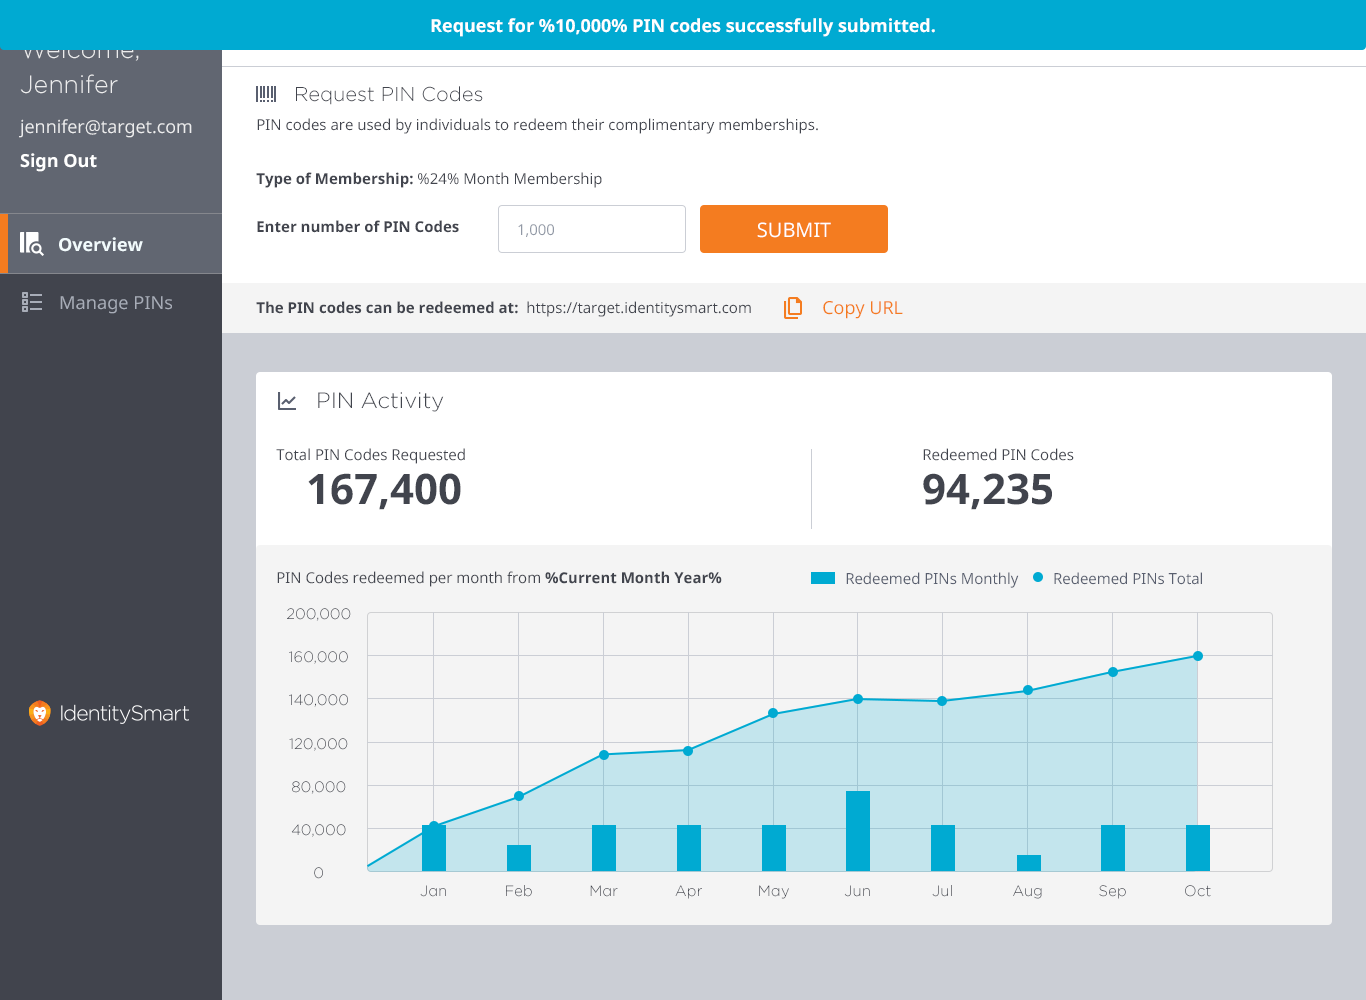 Request for %10,000% PIN codes successfully submitted.
Welcome,
Jennifer
jennifer@target.com
Sign Out
Overview
Manage PINs
IdentitySmart
Request PIN Codes
PIN codes are used by individuals to redeem their complimentary memberships.
Type of Membership: %24% Month Membership
Enter number of PIN Codes
1,000
SUBMIT
The PIN codes can be redeemed at: https://target.identitysmart.com
Copy URL
PIN Activity
Total PIN Codes Requested
167,400
Redeemed PIN Codes
94,235
PIN Codes redeemed per month from %Current Month Year%
Redeemed PINs Monthly
Redeemed PINs Total
200,000
160,000
140,000
120,000
80,000
40,000
0
Jan Feb Mar Apr May Jun Jul Aug Sep Oct